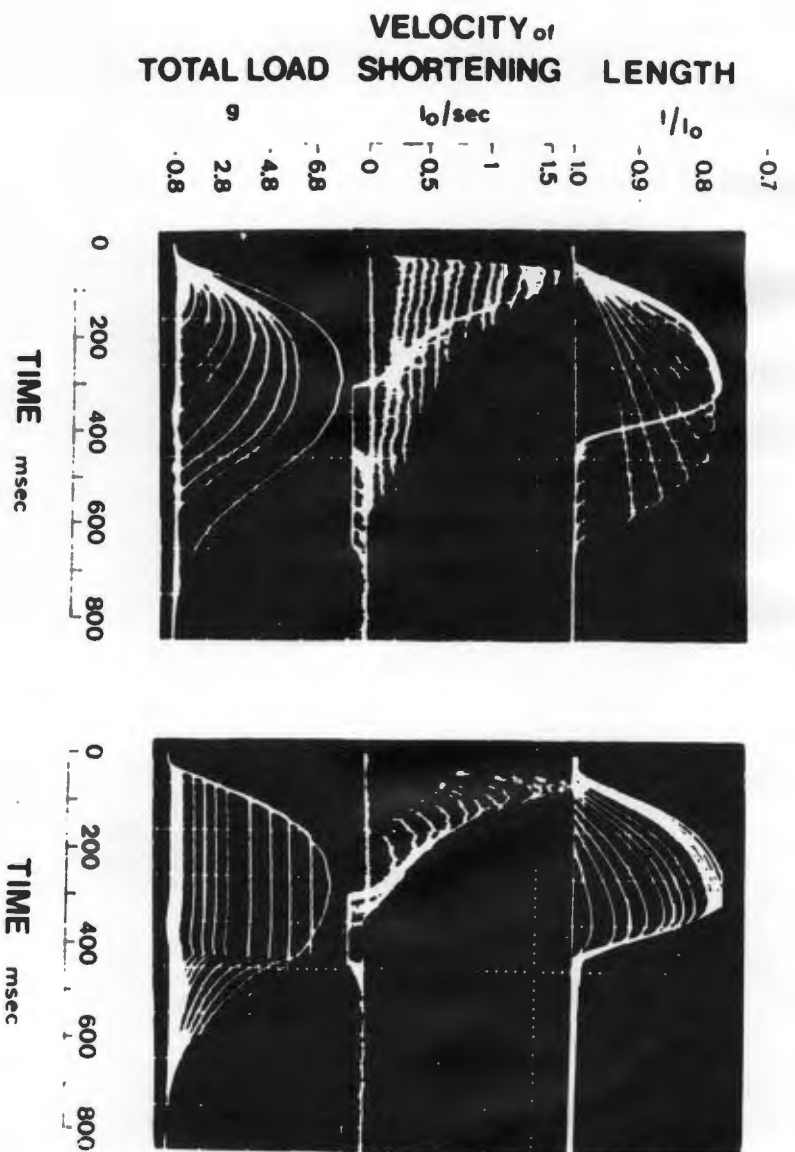 VELOCITY of
TOTAL LOAD SHORTENING LENGTH
g l₀/sec l/l₀
0.8 2.8 4.8 6.8 0 0.5 1 1.5 1.0 0.9 0.8 0.7
0 200 400 600 800
TIME msec
0 200 400 600 800
TIME msec